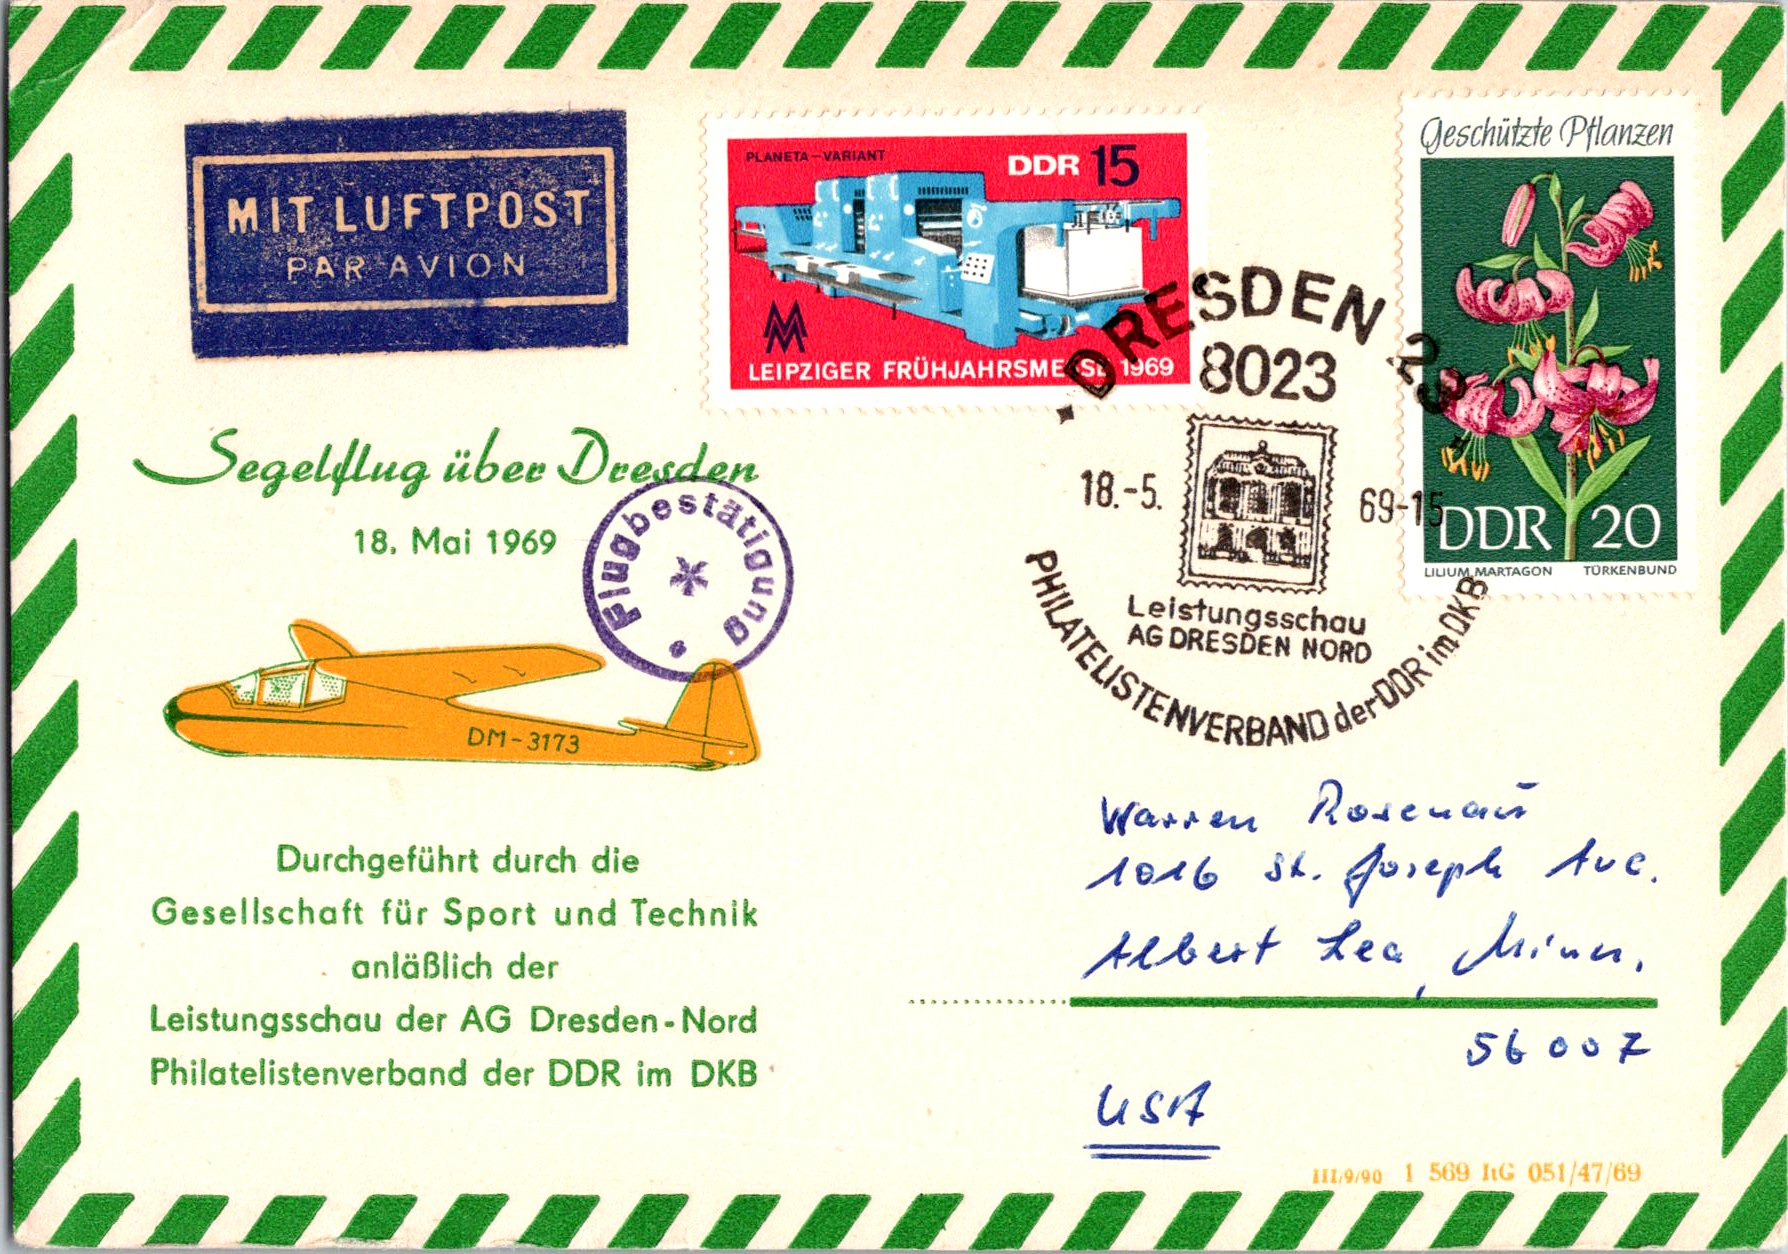 MIT LUFTPOST
PAR AVION
PLANETA-VARIANT
DDR 15
LEIPZIGER FRÜHJAHRSMESSE 1969
Geschützte Pflanzen
DDR 20
LILIUM MARTAGON TÜRKENBUND
DRESDEN 23
8023
18.-5. 69-15
Leistungsschau
AG DRESDEN NORD
PHILATELISTENVERBAND der DDR im DKB
Segelflug über Dresden
18. Mai 1969
Flugbestätigung
DM-3173
Durchgeführt durch die
Gesellschaft für Sport und Technik
anläßlich der
Leistungsschau der AG Dresden-Nord
Philatelistenverband der DDR im DKB
Warren Rosenau
1016 St. Joseph Ave.
Albert Lea, Minn.
56007
USA
III/9/90 1 569 ItG 051/47/69